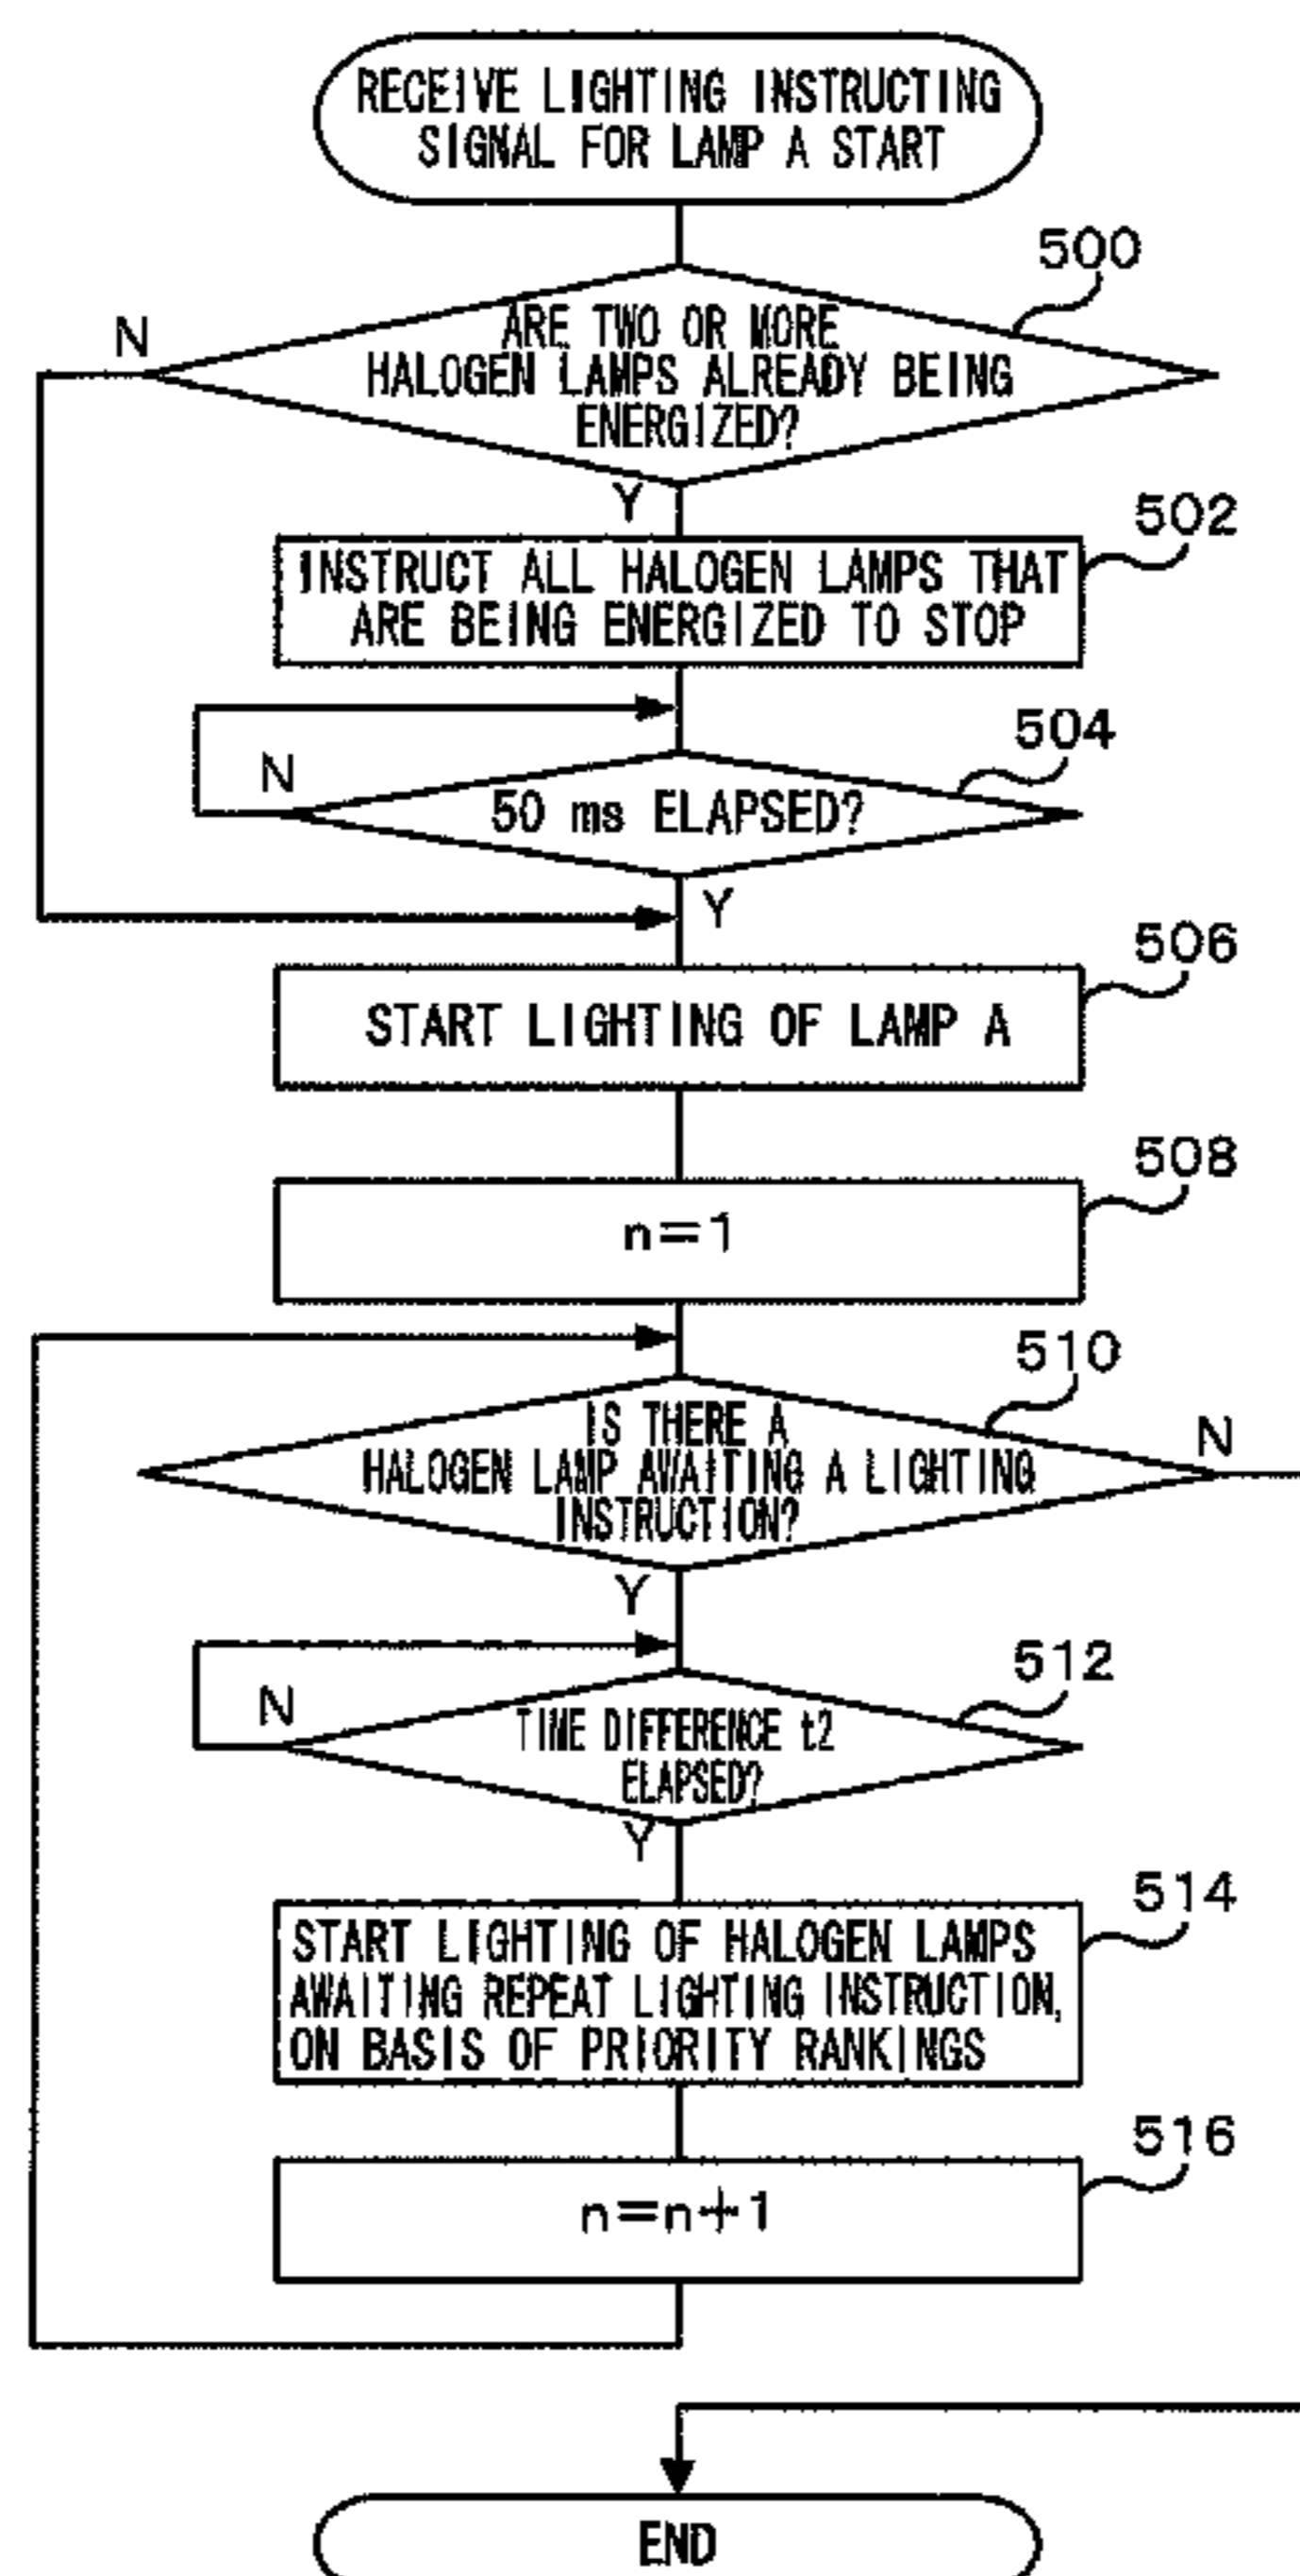 RECEIVE LIGHTING INSTRUCTING
SIGNAL FOR LAMP A START
500
N
ARE TWO OR MORE
HALOGEN LAMPS ALREADY BEING
ENERGIZED?
Y
502
INSTRUCT ALL HALOGEN LAMPS THAT
ARE BEING ENERGIZED TO STOP
504
N
50 ms ELAPSED?
Y
506
START LIGHTING OF LAMP A
508
n=1
510
IS THERE A
HALOGEN LAMP AWAITING A LIGHTING
INSTRUCTION?
N
Y
512
N
TIME DIFFERENCE t2
ELAPSED?
Y
514
START LIGHTING OF HALOGEN LAMPS
AWAITING REPEAT LIGHTING INSTRUCTION,
ON BASIS OF PRIORITY RANKINGS
516
n=n+1
END